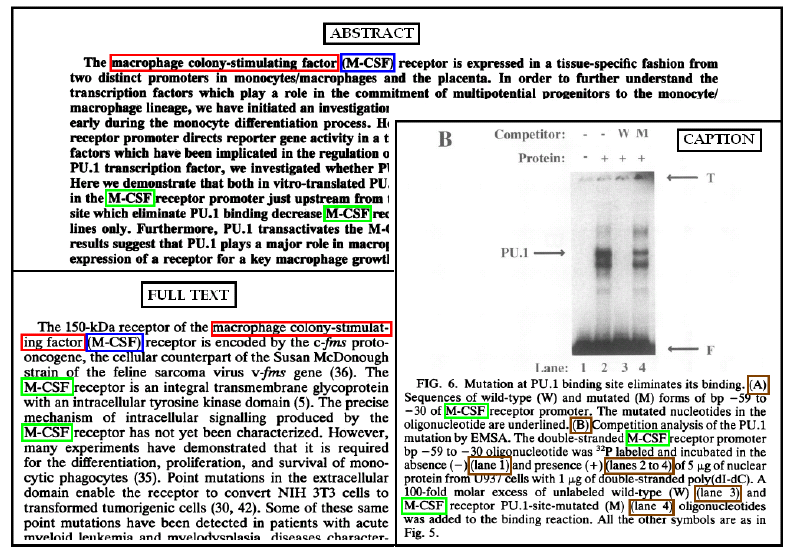 ABSTRACT
The macrophage colony-stimulating factor (M-CSF) receptor is expressed in a tissue-specific fashion from
two distinct promoters in monocytes/macrophages and the placenta. In order to further understand the
transcription factors which play a role in the commitment of multipotential progenitors to the monocyte/
macrophage lineage, we have initiated an investigation
early during the monocyte differentiation process.
receptor promoter directs reporter gene activity in a
factors which have been implicated in the regulation
PU.1 transcription factor, we investigated whether
Here we demonstrate that both in vitro-translated PU.
in the M-CSF receptor promoter just upstream from
site which eliminate PU.1 binding decrease M-CSF
lines only. Furthermore, PU.1 transactivates the
results suggest that PU.1 plays a major role in
expression of a receptor for a key macrophage
FULL TEXT
The 150-kDa receptor of the macrophage colony-stimulat-
ing factor (M-CSF) receptor is encoded by the c-fms proto-
oncogene, the cellular counterpart of the Susan McDonough
strain of the feline sarcoma virus v-fms gene (36). The
M-CSF receptor is an integral transmembrane glycoprotein
with an intracellular tyrosine kinase domain (5). The precise
mechanism of intracellular signalling produced by the
M-CSF receptor has not yet been characterized. However,
many experiments have demonstrated that it is required
for the differentiation, proliferation, and survival of mono-
cytic phagocytes (35). Point mutations in the extracellular
domain enable the receptor to convert NIH 3T3 cells to
transformed tumorigenic cells (30, 42). Some of these same
point mutations have been detected in patients with acute
myeloid leukemia and myelodysplasia, diseases character-
CAPTION
B
Competitor: - - W M
Protein: - + + +
T
PU.1
F
Lane: 1 2 3 4
FIG. 6. Mutation at PU.1 binding site eliminates its binding. (A)
Sequences of wild-type (W) and mutated (M) forms of bp −59 to
−30 of M-CSF receptor promoter. The mutated nucleotides in the
oligonucleotide are underlined. (B) Competition analysis of the PU.1
mutation by EMSA. The double-stranded M-CSF receptor promoter
bp −59 to −30 oligonucleotide was ³²P labeled and incubated in the
absence (−) (lane 1) and presence (+) (lanes 2 to 4) of 5 μg of nuclear
protein from U937 cells with 1 μg of double-stranded poly(dI-dC). A
100-fold molar excess of unlabeled wild-type (W) (lane 3) and
M-CSF receptor PU.1-site-mutated (M) (lane 4) oligonucleotides
was added to the binding reaction. All the other symbols are as in
Fig. 5.